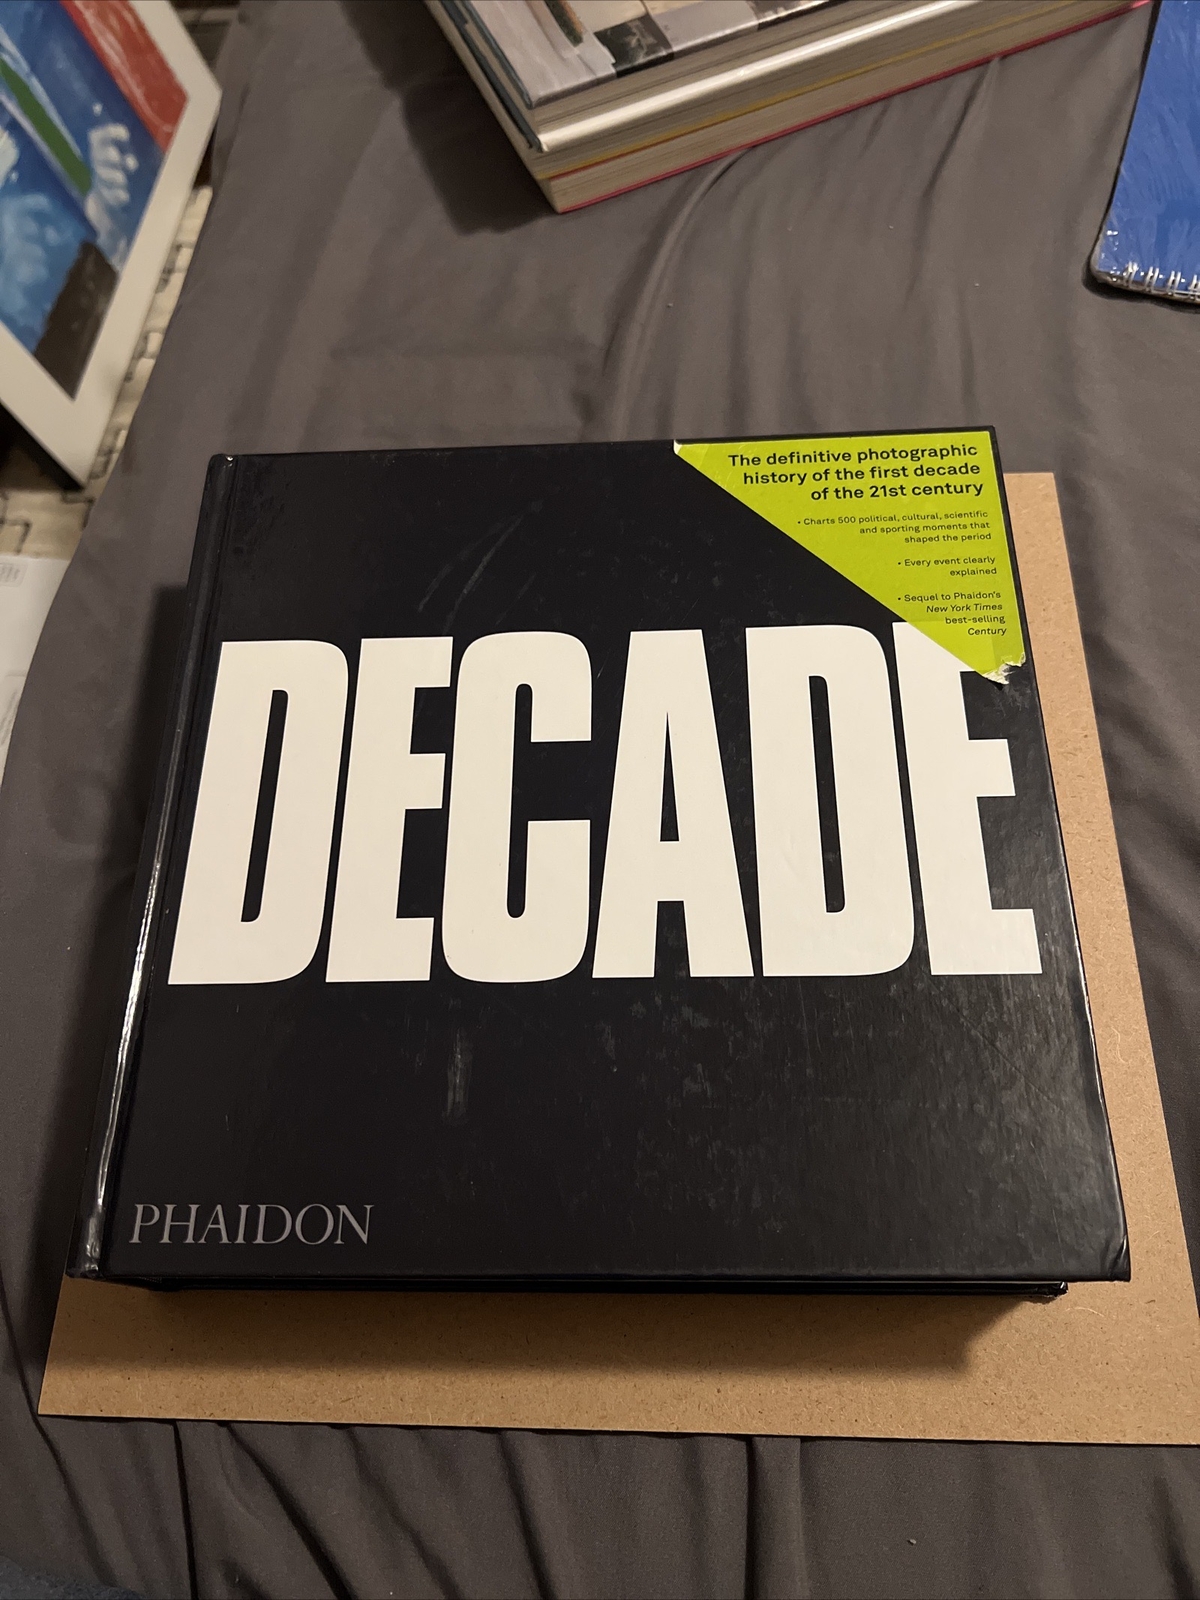 The definitive photographic
history of the first decade
of the 21st century
• Charts 500 political, cultural, scientific
and sporting moments that
shaped the period
• Every event clearly
explained
• Sequel to Phaidon's
New York Times
best-selling
Century
DECADE
PHAIDON